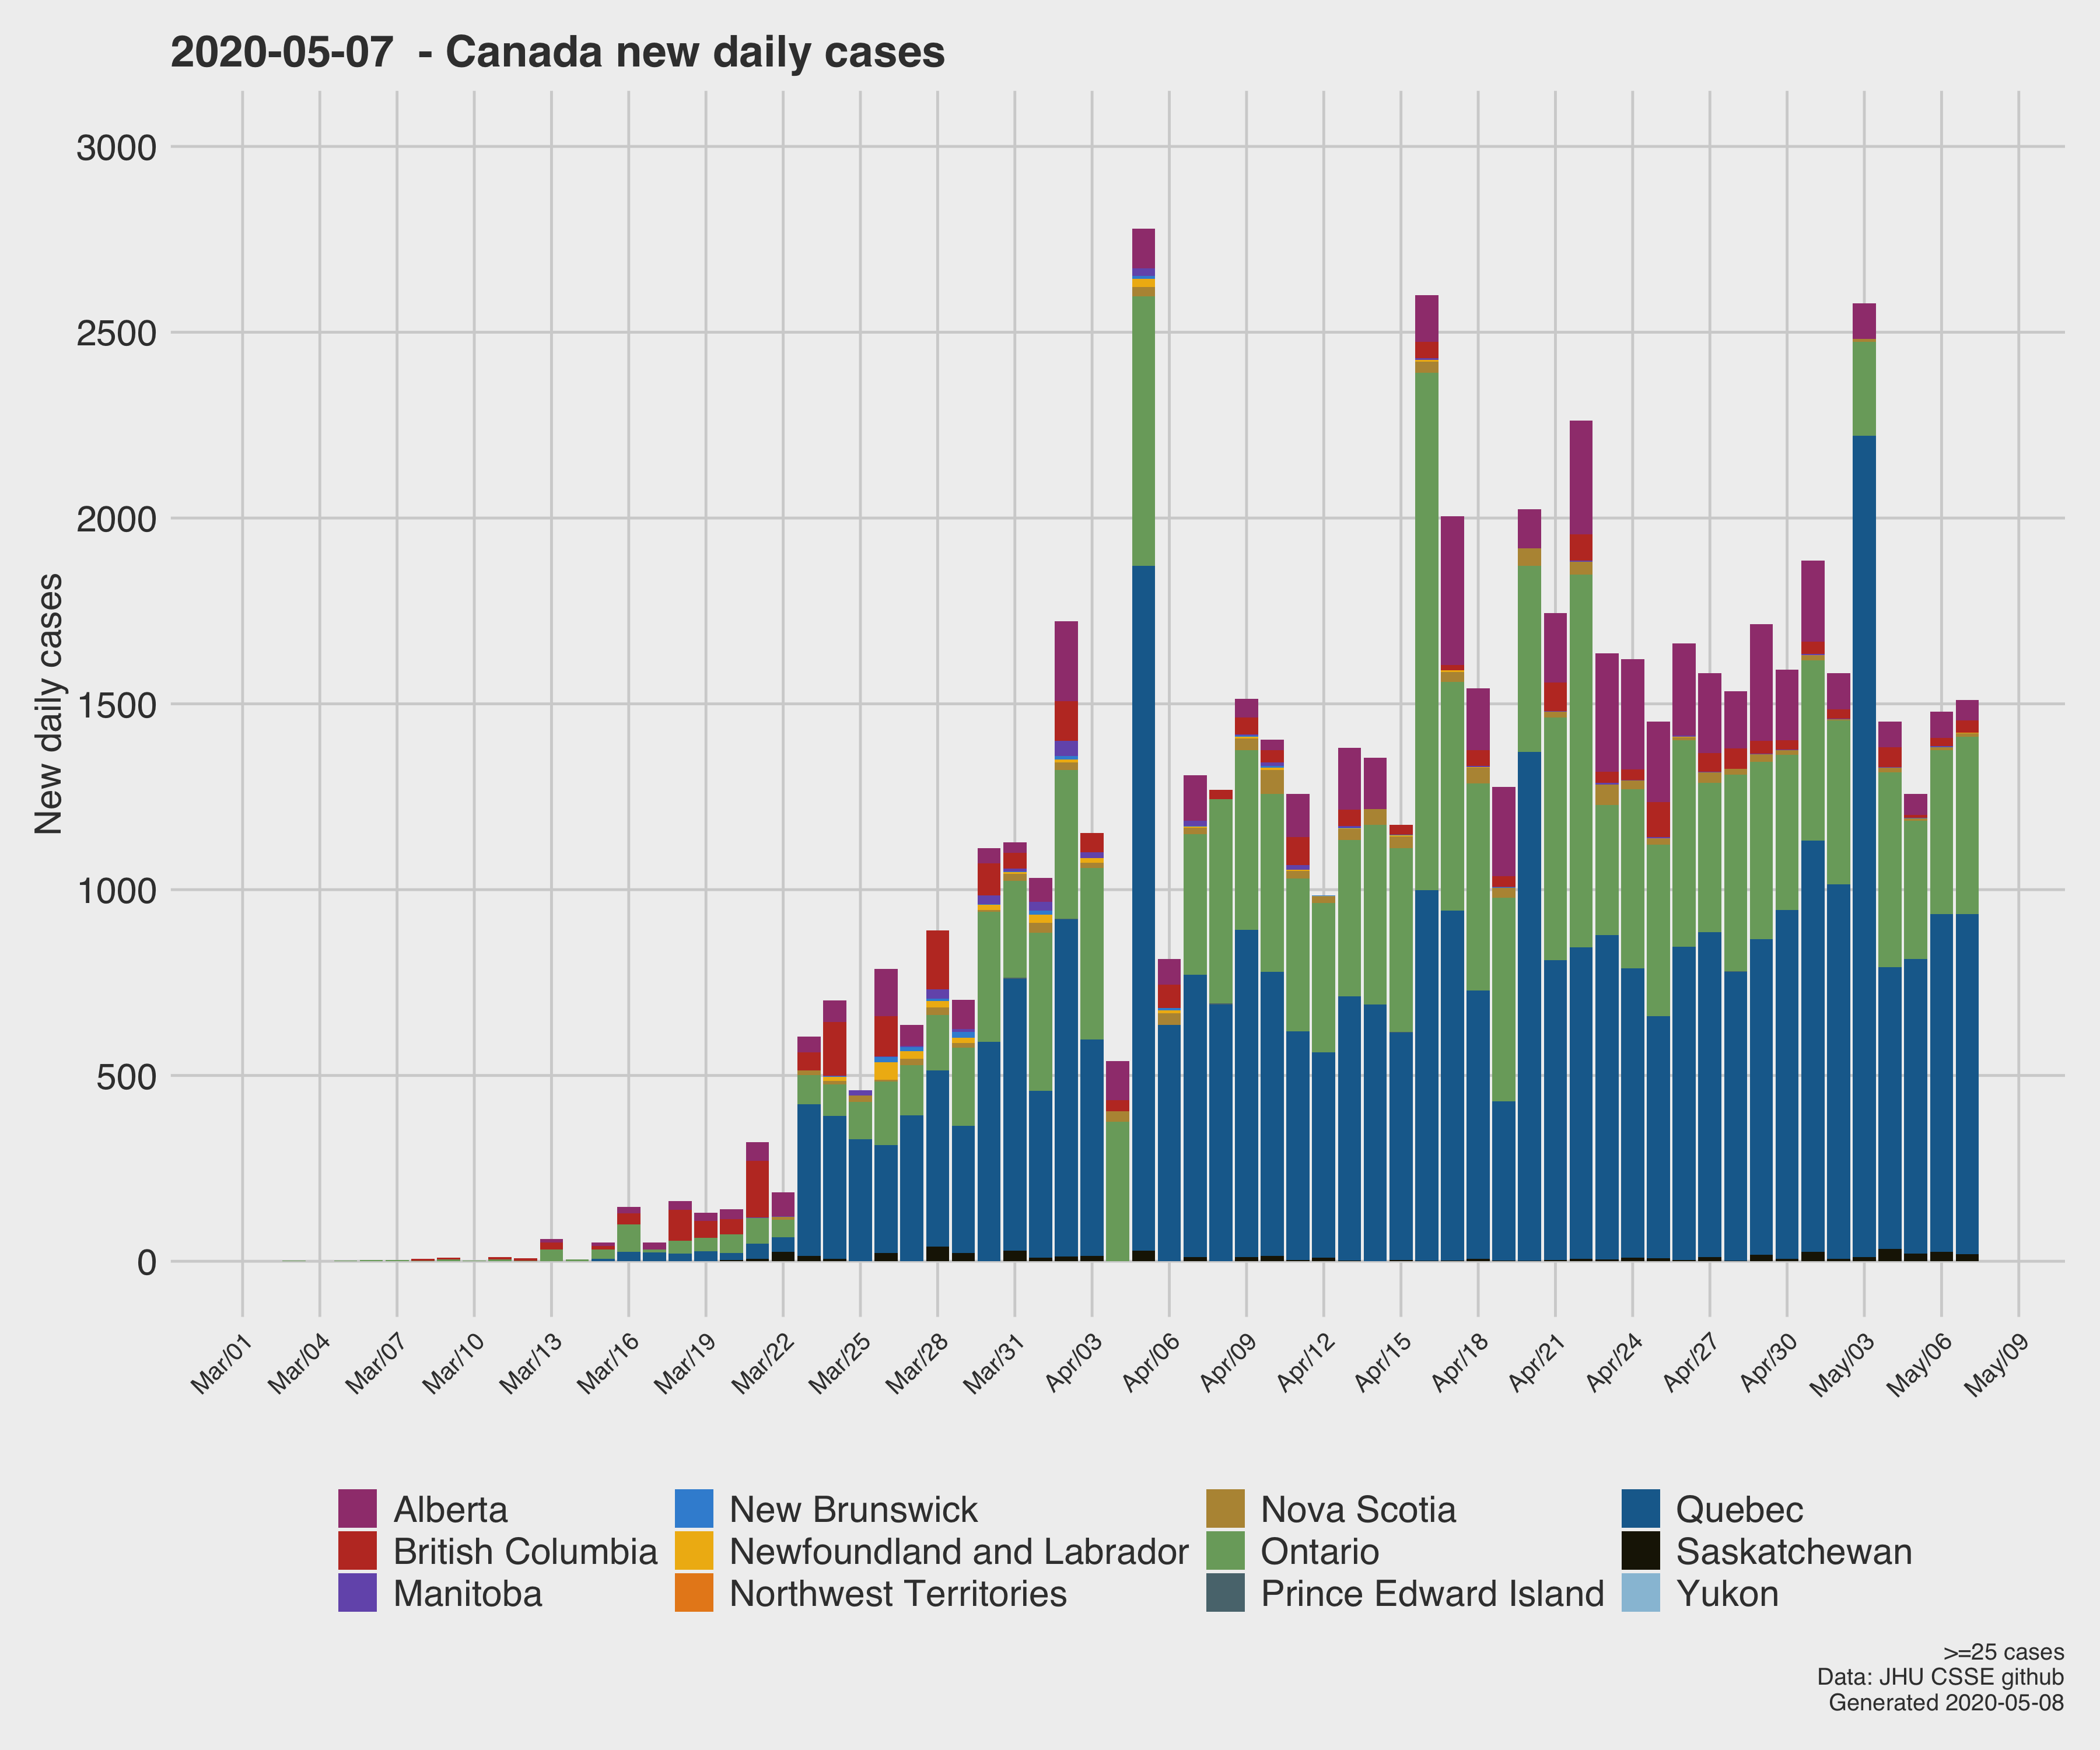 2020-05-07 - Canada new daily cases
New daily cases
3000
2500
2000
1500
1000
500
0
Mar/01 Mar/04 Mar/07 Mar/10 Mar/13 Mar/16 Mar/19 Mar/22 Mar/25 Mar/28 Mar/31 Apr/03 Apr/06 Apr/09 Apr/12 Apr/15 Apr/18 Apr/21 Apr/24 Apr/27 Apr/30 May/03 May/06 May/09
Alberta New Brunswick Nova Scotia Quebec
British Columbia Newfoundland and Labrador Ontario Saskatchewan
Manitoba Northwest Territories Prince Edward Island Yukon
>=25 cases
Data: JHU CSSE github
Generated 2020-05-08